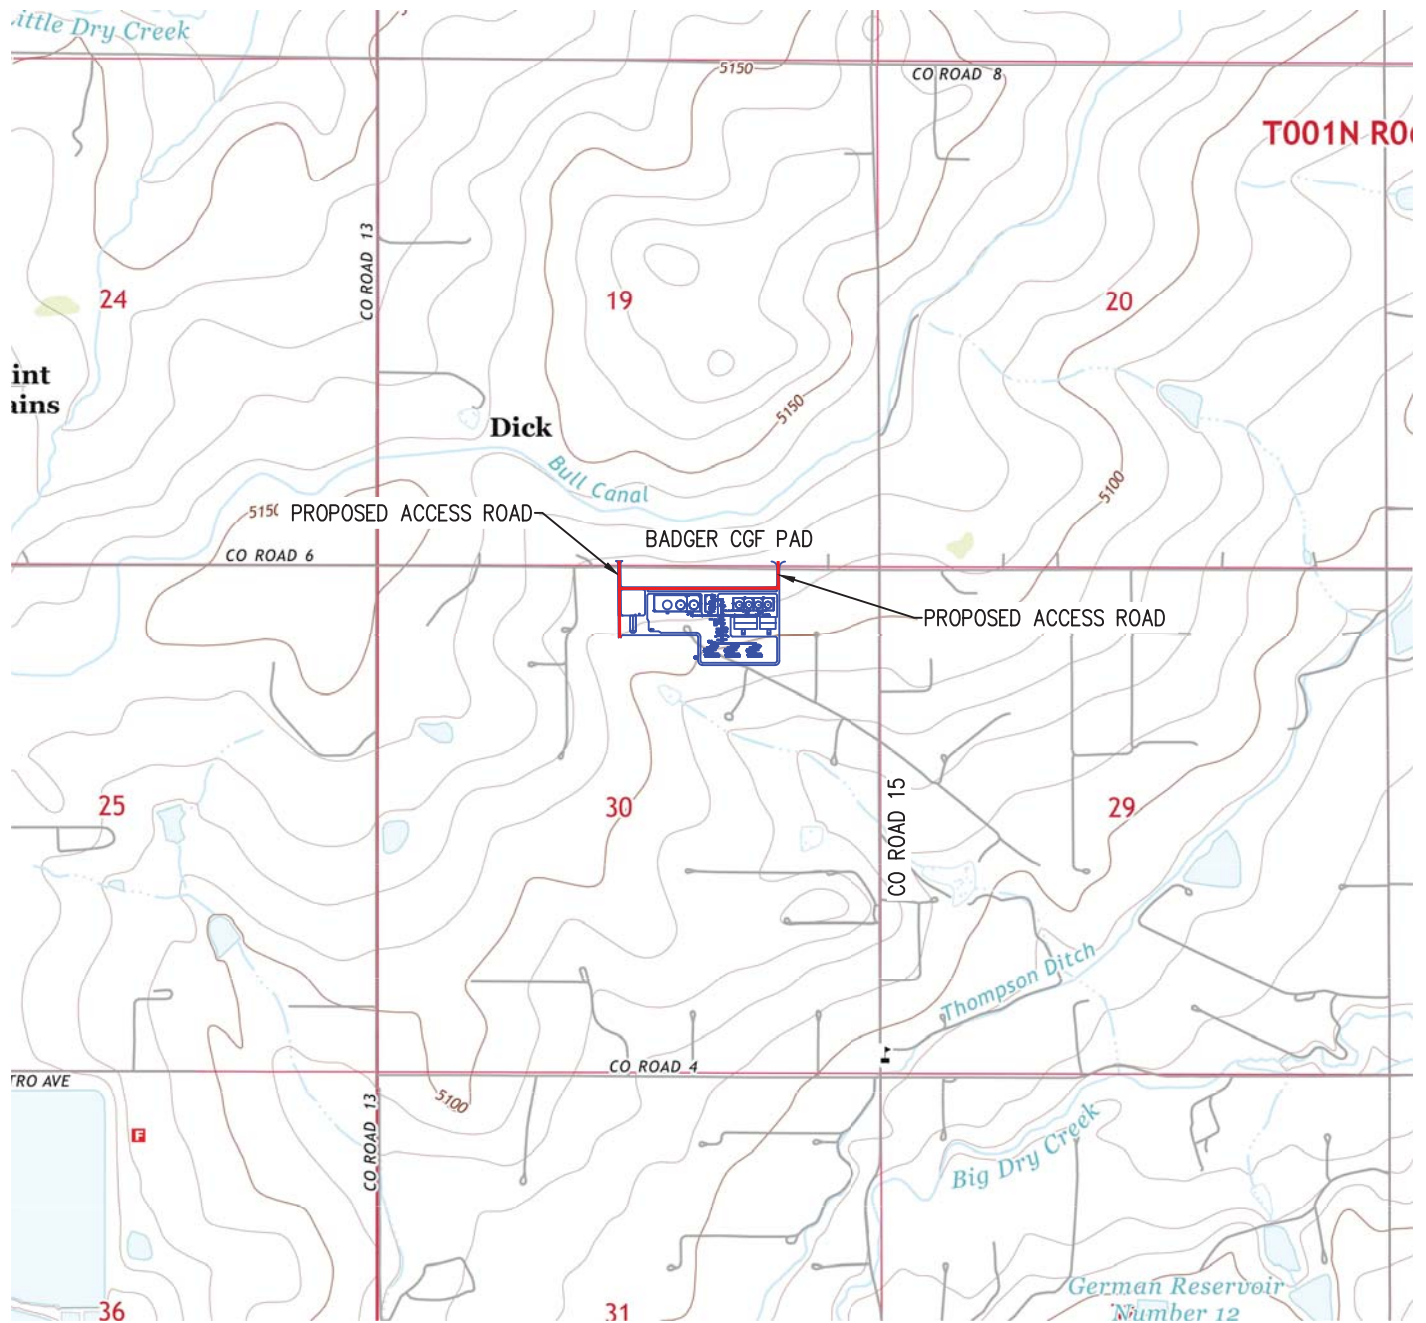 ittle Dry Creek
5150
CO ROAD 8
T001N R0
CO ROAD 13
24
19
20
int
ains
Dick
5150
Bull Canal
5100
515
PROPOSED ACCESS ROAD
BADGER CGF PAD
CO ROAD 6
PROPOSED ACCESS ROAD
25
30
CO ROAD 15
29
Thompson Ditch
CO ROAD 4
TRO AVE
5100
CO ROAD 13
F
Big Dry Creek
German Reservoir
Number 12
36
31